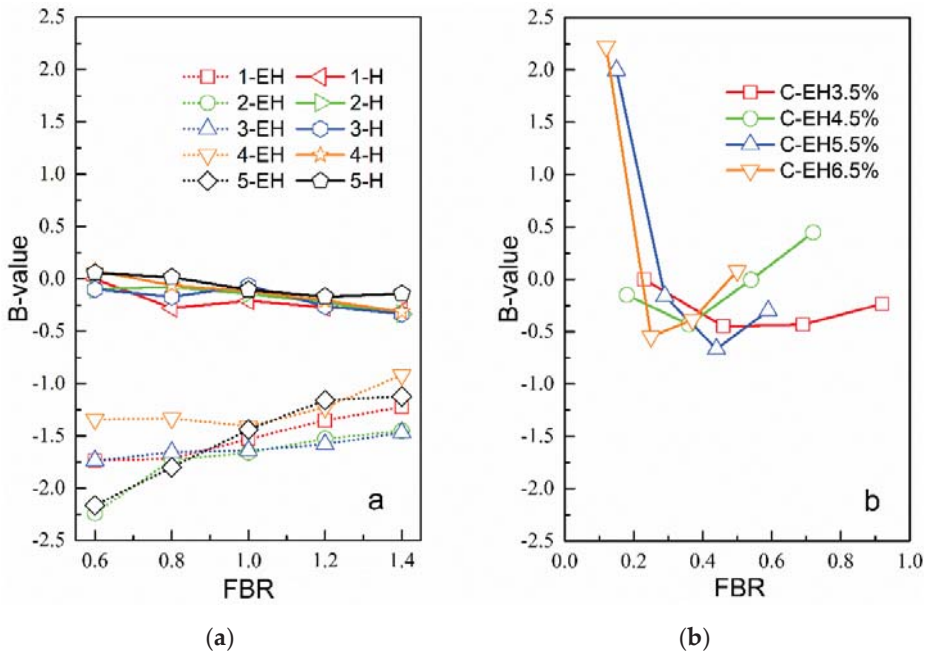 2.5
2.0
1.5
1.0
0.5
0.0
-0.5
-1.0
-1.5
-2.0
-2.5
B-value
1-EH 1-H
2-EH 2-H
3-EH 3-H
4-EH 4-H
5-EH 5-H
a
0.6 0.8 1.0 1.2 1.4
FBR
(a)
2.5
2.0
1.5
1.0
0.5
0.0
-0.5
-1.0
-1.5
-2.0
-2.5
B-value
C-EH3.5%
C-EH4.5%
C-EH5.5%
C-EH6.5%
b
0.0 0.2 0.4 0.6 0.8 1.0
FBR
(b)